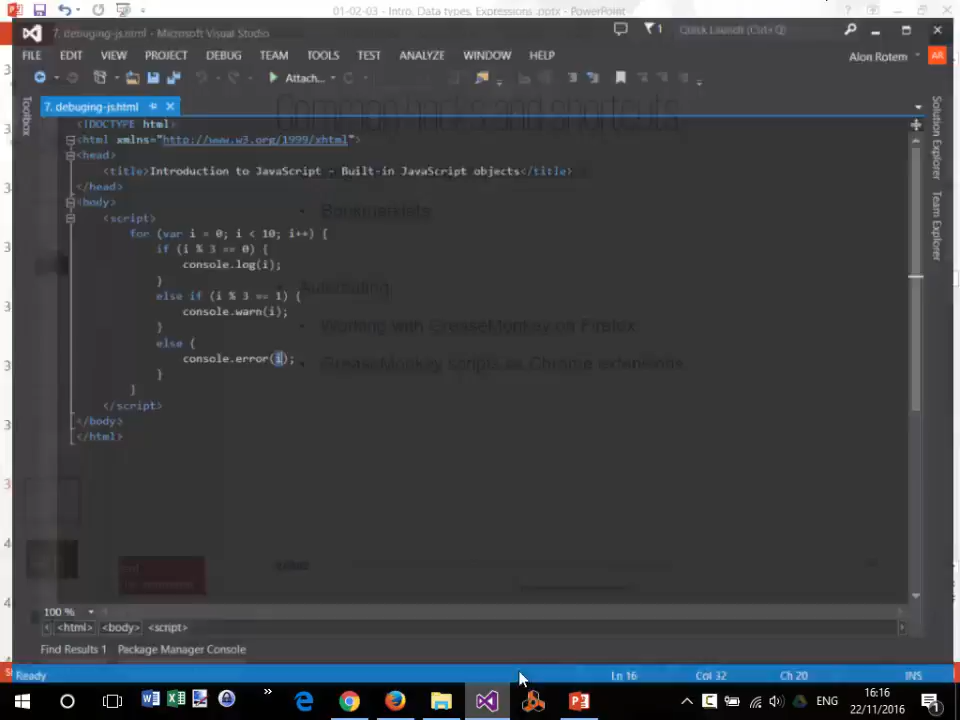 01-02-03 - Intro, Data types, Expressions .pptx - PowerPoint
7. debuging-js.html - Microsoft Visual Studio
Quick Launch (Ctrl+Q)
FILE EDIT VIEW PROJECT DEBUG TEAM TOOLS TEST ANALYZE WINDOW HELP
Alon Rotem AR
Attach...
Toolbox
7. debuging-js.html
Solution Explorer
Team Explorer
Common hacks and shortcuts
<!DOCTYPE html>
<html xmlns="http://www.w3.org/1999/xhtml">
<head>
<title>Introduction to JavaScript - Built-in JavaScript objects</title>
</head>
<body>
• Bookmarklets
<script>
for (var i = 0; i < 10; i++) {
if (i % 3 == 0) {
console.log(i);
}
else if (i % 3 == 1) {
console.warn(i);
}
else {
console.error(i);
}
}
</script>
</body>
</html>
• Working with GreaseMonkey on Firefox
• GreaseMonkey scripts as Chrome extensions
100 %
<html> <body> <script>
Find Results 1 Package Manager Console
Ready Ln 16 Col 32 Ch 20 INS
ENG
16:16
22/11/2016
1